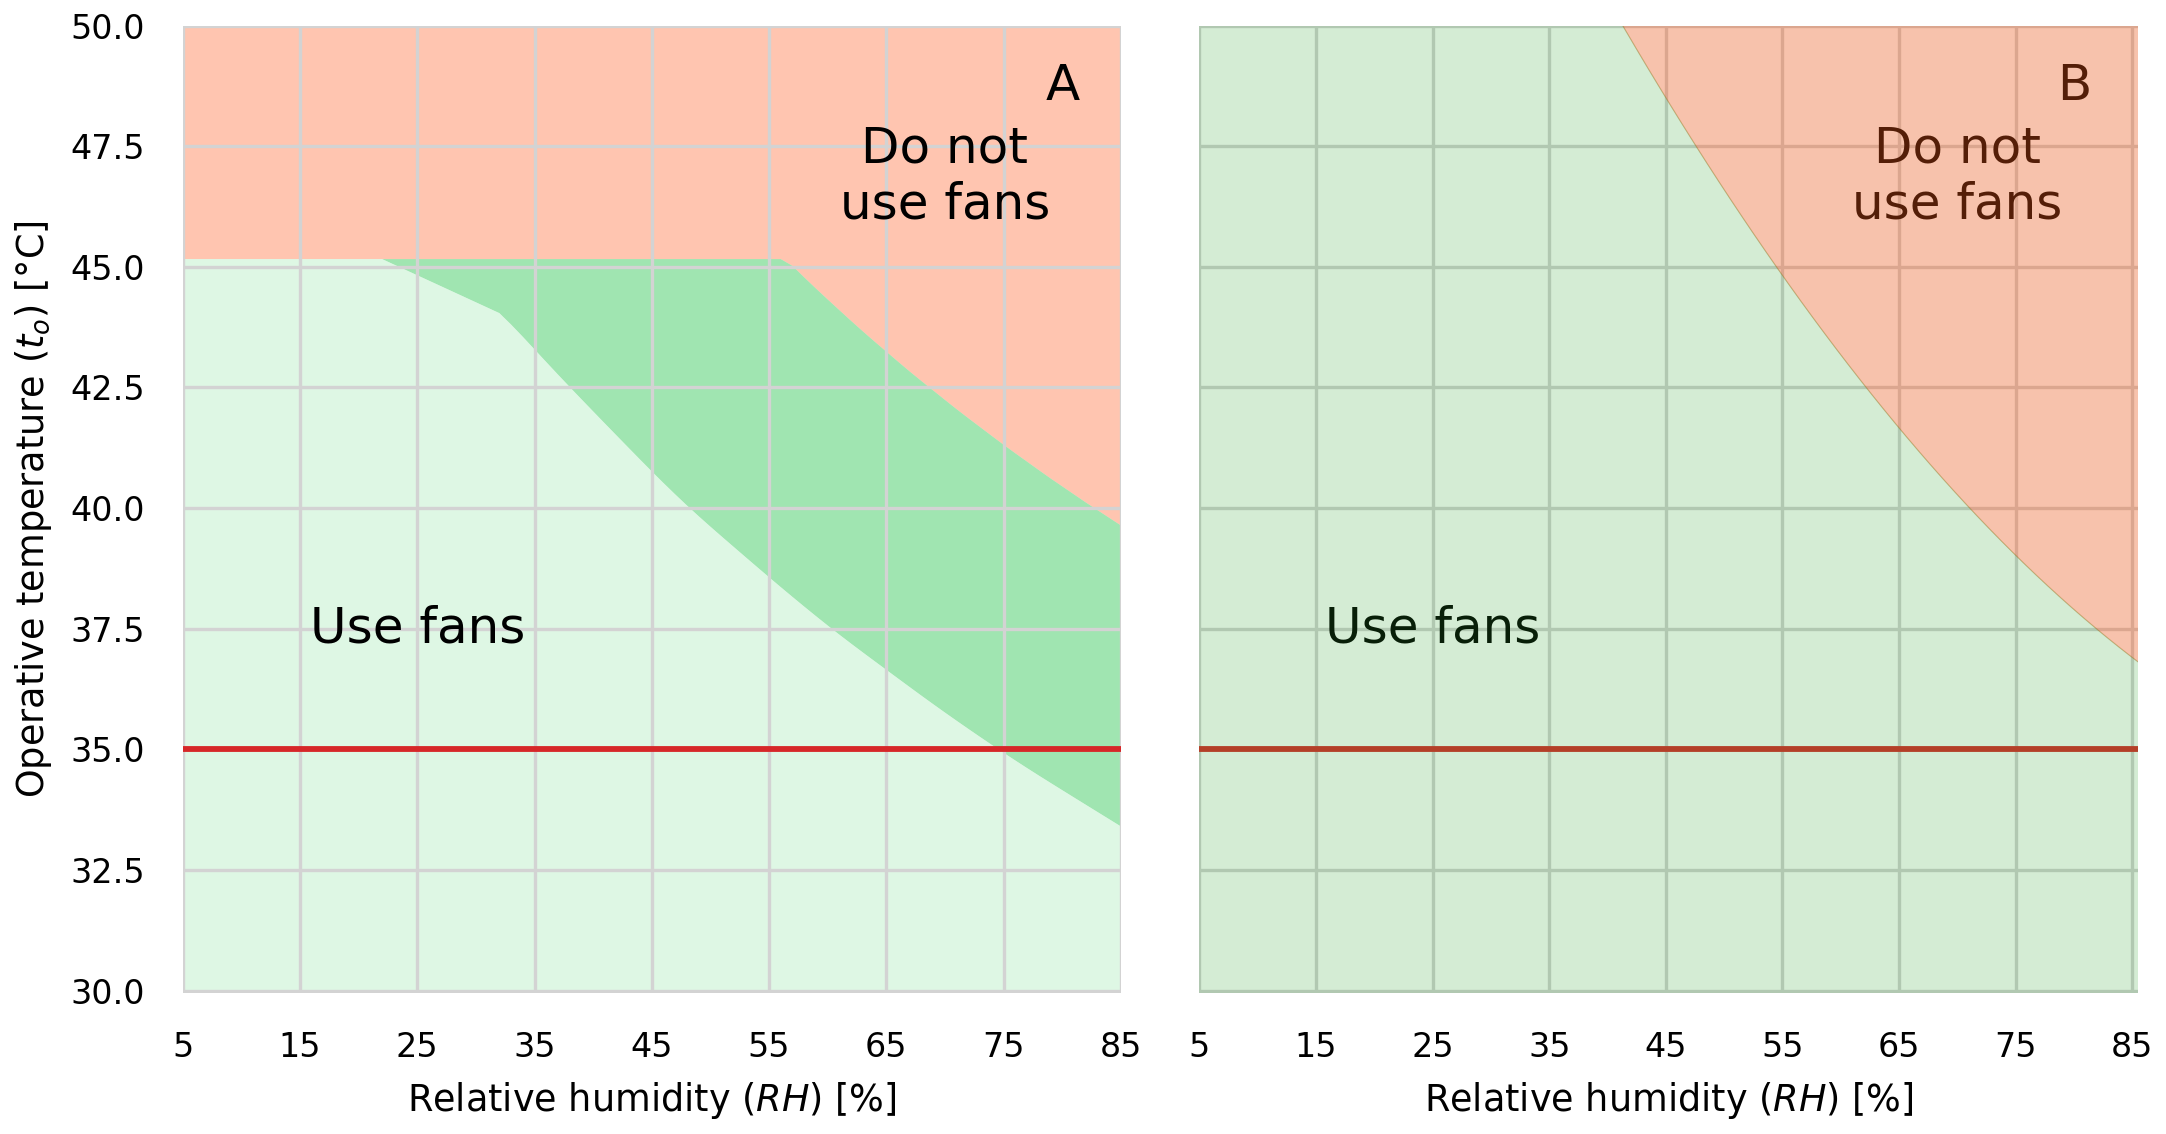 50.0
47.5
45.0
42.5
40.0
37.5
35.0
32.5
30.0
Operative temperature (tₒ) [°C]
A
Do not
use fans
Use fans
5 15 25 35 45 55 65 75 85
Relative humidity (RH) [%]
B
Do not
use fans
Use fans
5 15 25 35 45 55 65 75 85
Relative humidity (RH) [%]